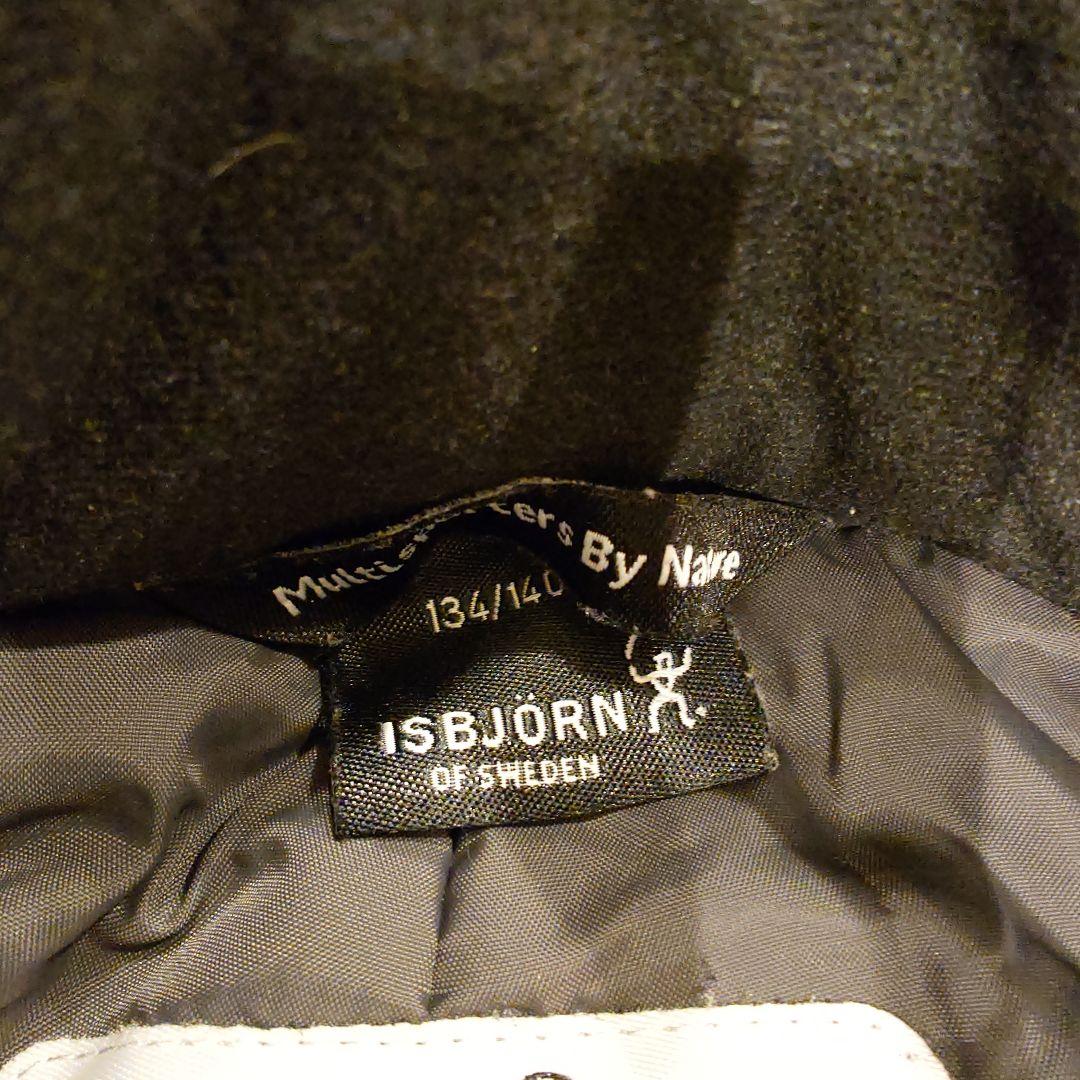 Multi By
134/140
ISBJÖRN
OF SWEDEN